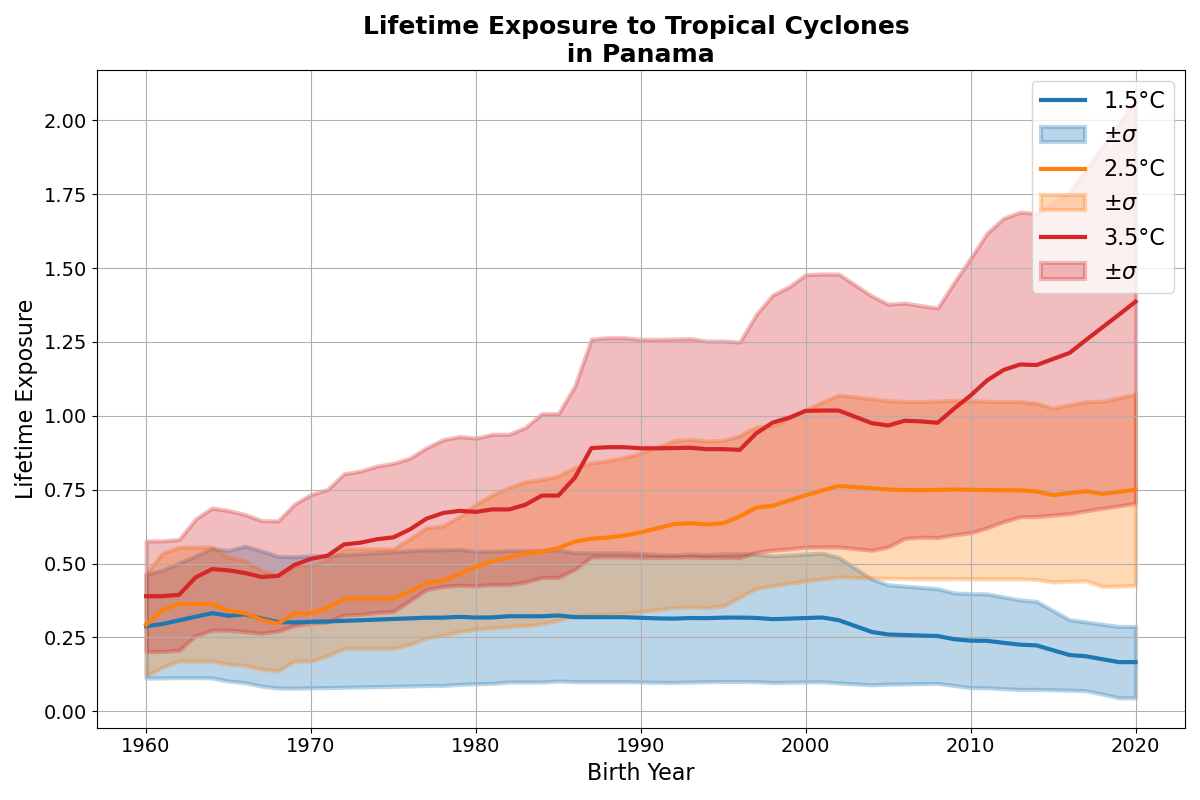 Lifetime Exposure to Tropical Cyclones
in Panama
Lifetime Exposure
2.00
1.75
1.50
1.25
1.00
0.75
0.50
0.25
0.00
1960
1970
1980
1990
2000
2010
2020
Birth Year
1.5°C
±σ
2.5°C
±σ
3.5°C
±σ